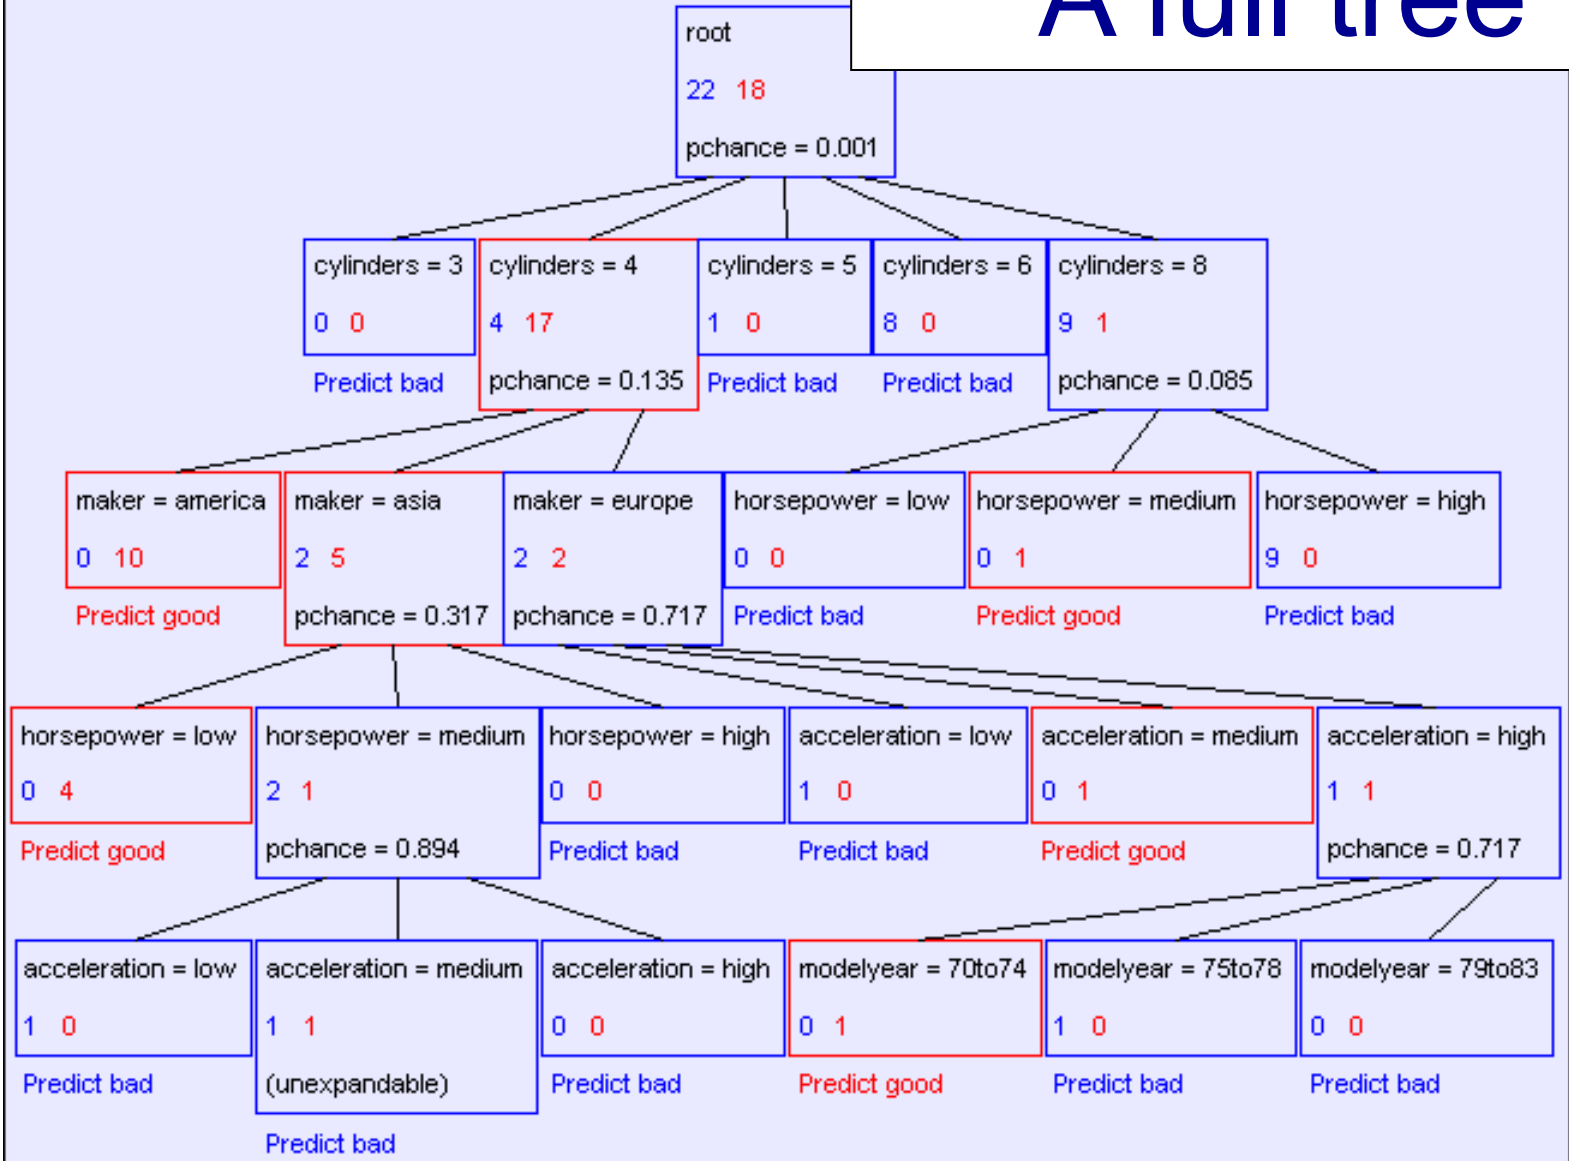 A full tree
root
22 18
pchance = 0.001
cylinders = 3 cylinders = 4 cylinders = 5 cylinders = 6 cylinders = 8
0 0 4 17 1 0 8 0 9 1
Predict bad pchance = 0.135 Predict bad Predict bad pchance = 0.085
maker = america maker = asia maker = europe horsepower = low horsepower = medium horsepower = high
0 10 2 5 2 2 0 0 0 1 9 0
Predict good pchance = 0.317 pchance = 0.717 Predict bad Predict good Predict bad
horsepower = low horsepower = medium horsepower = high acceleration = low acceleration = medium acceleration = high
0 4 2 1 0 0 1 0 0 1 1 1
Predict good pchance = 0.894 Predict bad Predict bad Predict good pchance = 0.717
acceleration = low acceleration = medium acceleration = high modelyear = 70to74 modelyear = 75to78 modelyear = 79to83
1 0 1 1 0 0 0 1 1 0 0 0
Predict bad (unexpandable) Predict bad Predict good Predict bad Predict bad
Predict bad